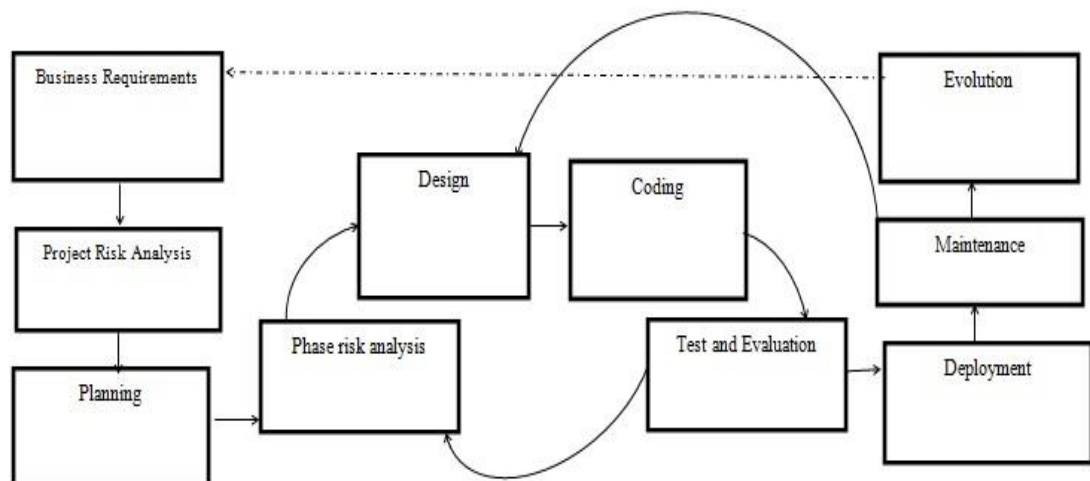 Business Requirements
Project Risk Analysis
Planning
Phase risk analysis
Design
Coding
Test and Evaluation
Deployment
Maintenance
Evolution